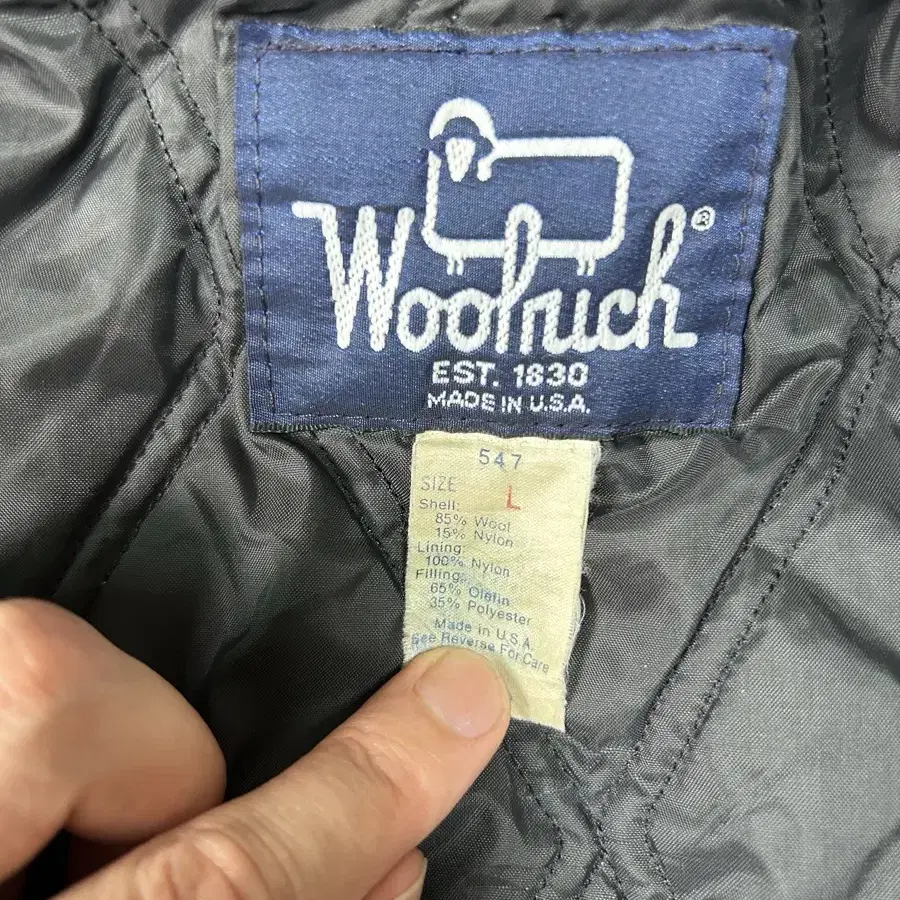 Woolrich®
EST. 1830
MADE IN U.S.A.
547
SIZE L
Shell:
85% Wool
15% Nylon
Lining:
100% Nylon
Filling:
65% Olefin
35% Polyester
Made in U.S.A.
See Reverse For Care